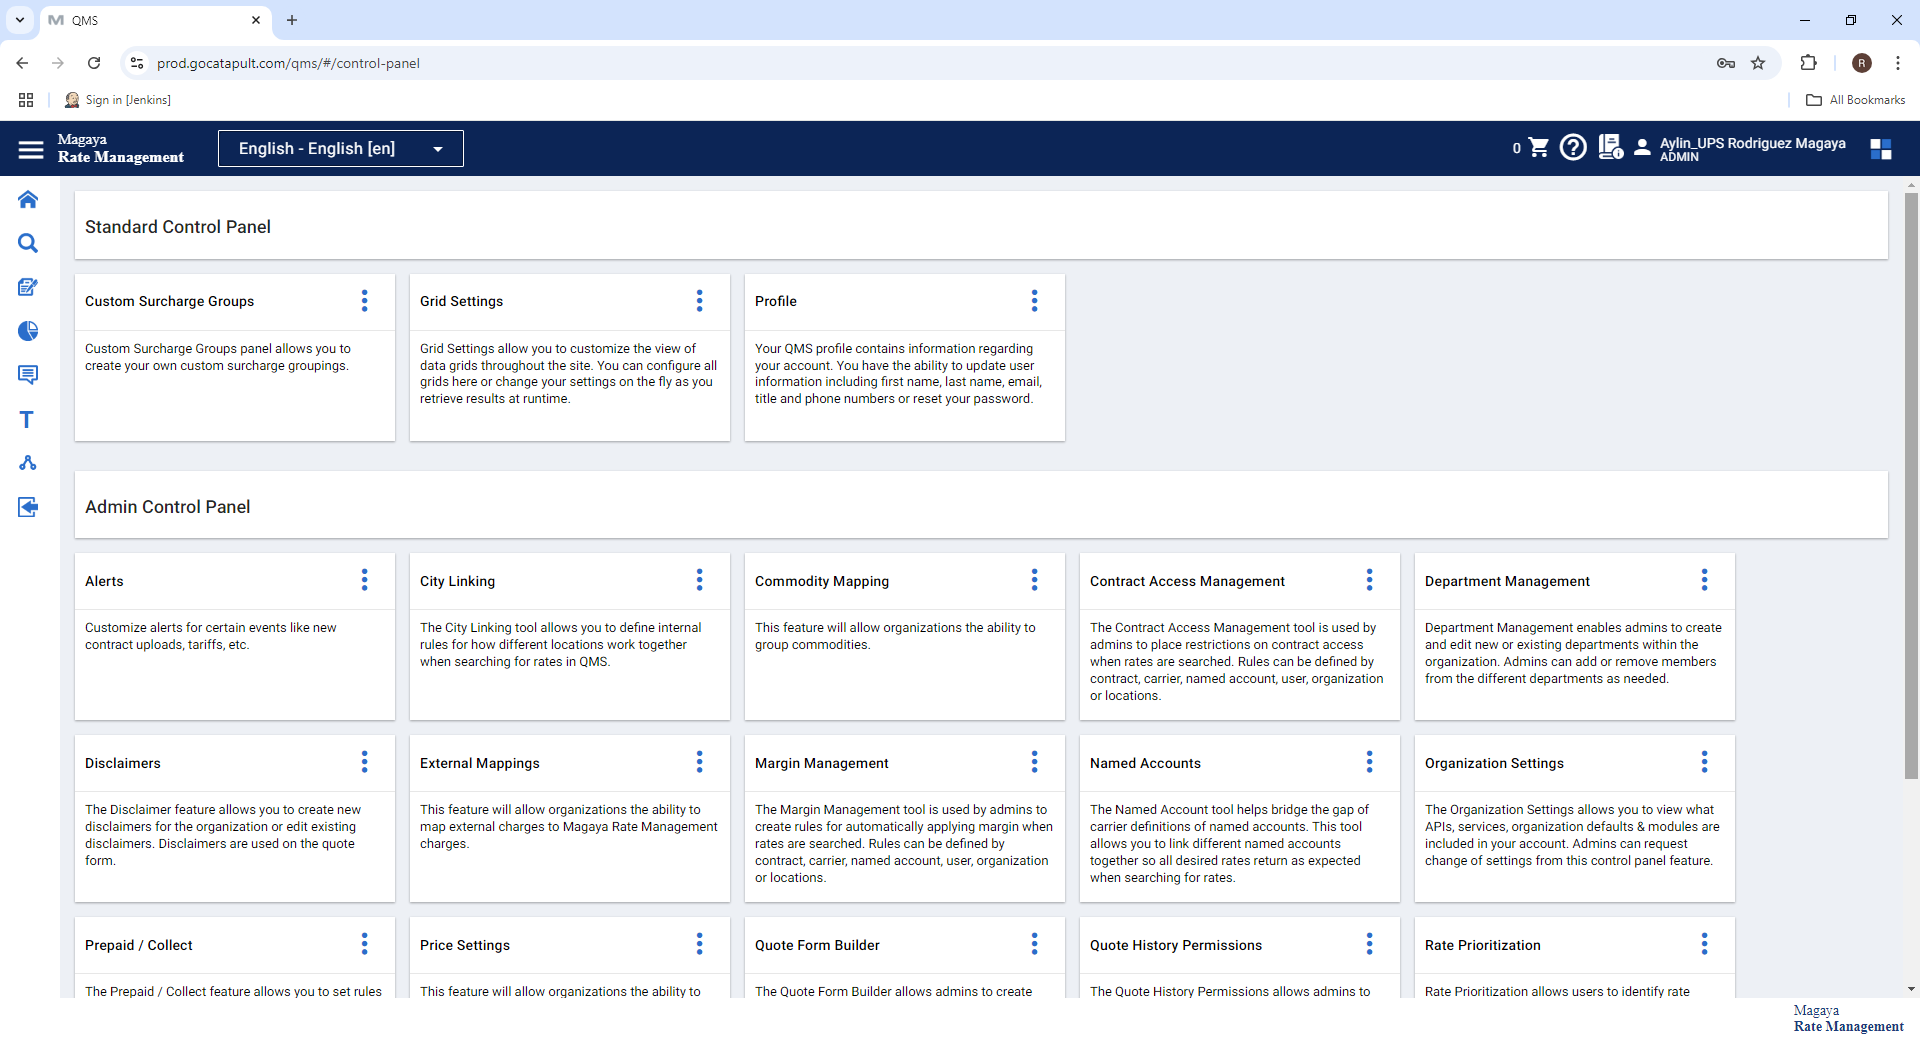 QMS
prod.gocatapult.com/qms/#/control-panel
R
Sign in [Jenkins]
All Bookmarks
Magaya
Rate Management
English - English [en]
0
Aylin_UPS Rodriguez Magaya
ADMIN
T
Standard Control Panel
Custom Surcharge Groups
Custom Surcharge Groups panel allows you to
create your own custom surcharge groupings.
Grid Settings
Grid Settings allow you to customize the view of
data grids throughout the site. You can configure all
grids here or change your settings on the fly as you
retrieve results at runtime.
Profile
Your QMS profile contains information regarding
your account. You have the ability to update user
information including first name, last name, email,
title and phone numbers or reset your password.
Admin Control Panel
Alerts
Customize alerts for certain events like new
contract uploads, tariffs, etc.
City Linking
The City Linking tool allows you to define internal
rules for how different locations work together
when searching for rates in QMS.
Commodity Mapping
This feature will allow organizations the ability to
group commodities.
Contract Access Management
The Contract Access Management tool is used by
admins to place restrictions on contract access
when rates are searched. Rules can be defined by
contract, carrier, named account, user, organization
or locations.
Department Management
Department Management enables admins to create
and edit new or existing departments within the
organization. Admins can add or remove members
from the different departments as needed.
Disclaimers
The Disclaimer feature allows you to create new
disclaimers for the organization or edit existing
disclaimers. Disclaimers are used on the quote
form.
External Mappings
This feature will allow organizations the ability to
map external charges to Magaya Rate Management
charges.
Margin Management
The Margin Management tool is used by admins to
create rules for automatically applying margin when
rates are searched. Rules can be defined by
contract, carrier, named account, user, organization
or locations.
Named Accounts
The Named Account tool helps bridge the gap of
carrier definitions of named accounts. This tool
allows you to link different named accounts
together so all desired rates return as expected
when searching for rates.
Organization Settings
The Organization Settings allows you to view what
APIs, services, organization defaults & modules are
included in your account. Admins can request
change of settings from this control panel feature.
Prepaid / Collect
The Prepaid / Collect feature allows you to set rules
Price Settings
This feature will allow organizations the ability to
Quote Form Builder
The Quote Form Builder allows admins to create
Quote History Permissions
The Quote History Permissions allows admins to
Rate Prioritization
Rate Prioritization allows users to identify rate
Magaya
Rate Management